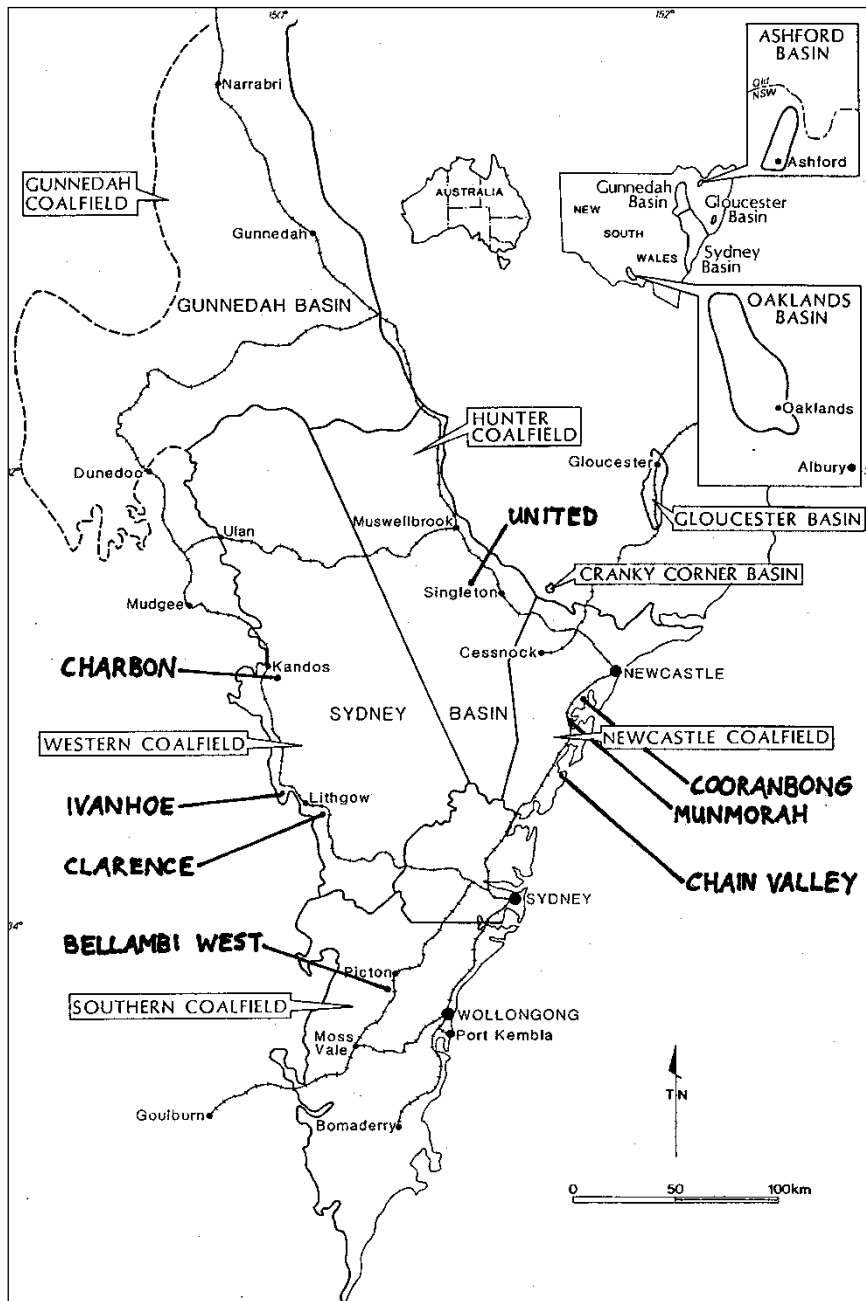 150°
152°
ASHFORD
BASIN
Qld
NSW
Ashford
Narrabri
GUNNEDAH
COALFIELD
AUSTRALIA
Gunnedah
Basin
Gloucester
Basin
NEW
SOUTH
WALES
Sydney
Basin
Gunnedah
GUNNEDAH BASIN
OAKLANDS
BASIN
Oaklands
Albury
HUNTER
COALFIELD
Gloucester
Dunedoo
Ulan
Muswellbrook
UNITED
GLOUCESTER BASIN
CRANKY CORNER BASIN
Singleton
Mudgee
Cessnock
CHARBON
Kandos
NEWCASTLE
SYDNEY BASIN
WESTERN COALFIELD
NEWCASTLE COALFIELD
COORANBONG
IVANHOE
Lithgow
MUNMORAH
CLARENCE
CHAIN VALLEY
SYDNEY
34°
BELLAMBI WEST
Picton
SOUTHERN COALFIELD
WOLLONGONG
Port Kembla
Moss
Vale
TN
Goulburn
Bomaderry
0 50 100km